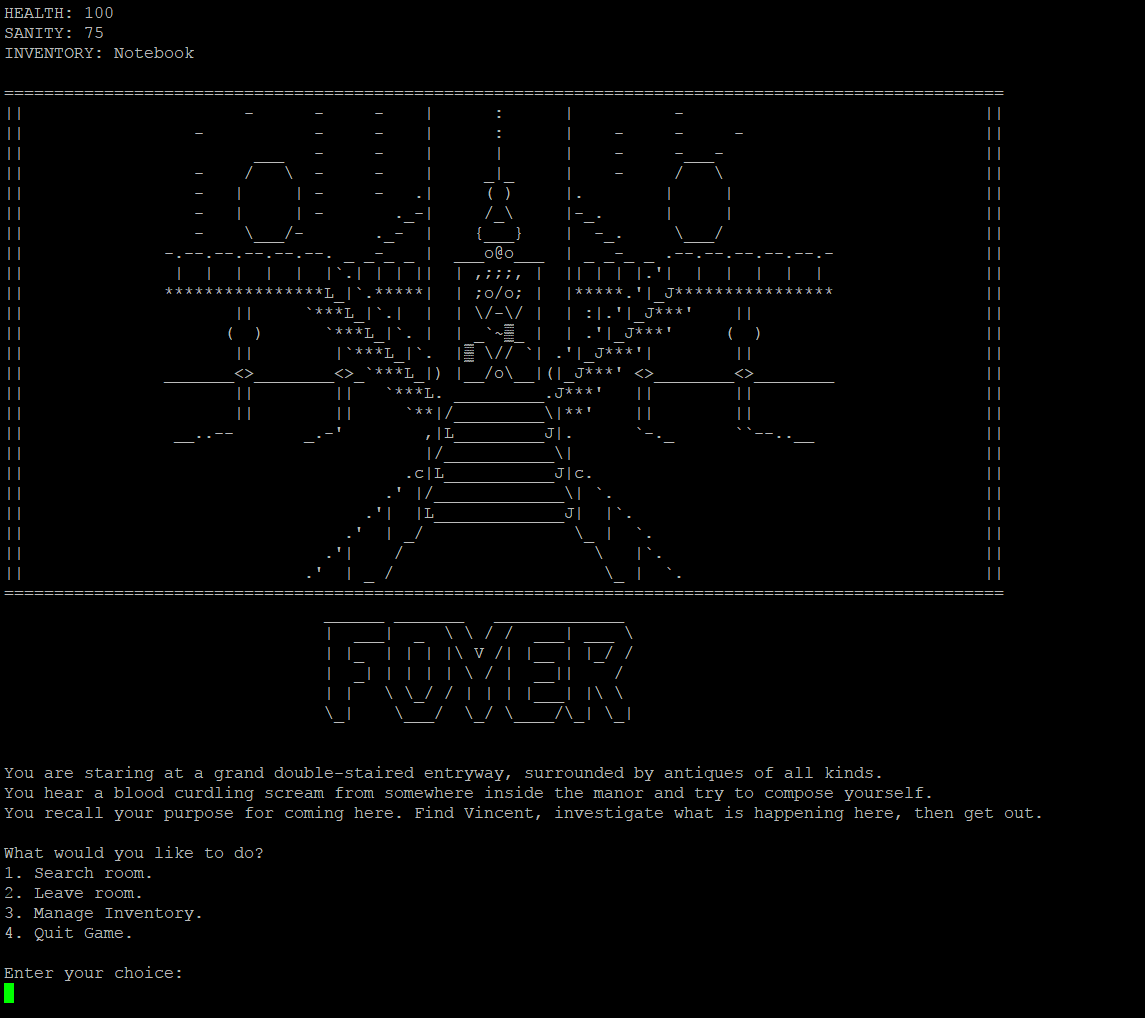 HEALTH: 100
SANITY: 75
INVENTORY: Notebook
FOYER
You are staring at a grand double-staired entryway, surrounded by antiques of all kinds.
You hear a blood curdling scream from somewhere inside the manor and try to compose yourself.
You recall your purpose for coming here. Find Vincent, investigate what is happening here, then get out.
What would you like to do?
1. Search room.
2. Leave room.
3. Manage Inventory.
4. Quit Game.
Enter your choice: